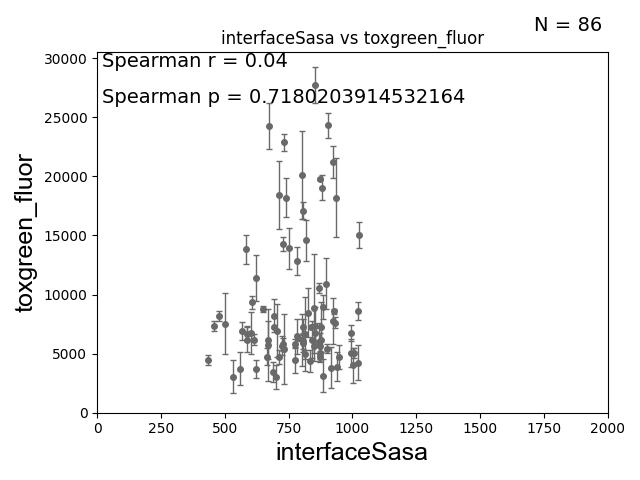 N = 86
interfaceSasa vs toxgreen_fluor
Spearman r = 0.04
Spearman p = 0.7180203914532164
toxgreen_fluor
30000
25000
20000
15000
10000
5000
0
0 250 500 750 1000 1250 1500 1750 2000
interfaceSasa